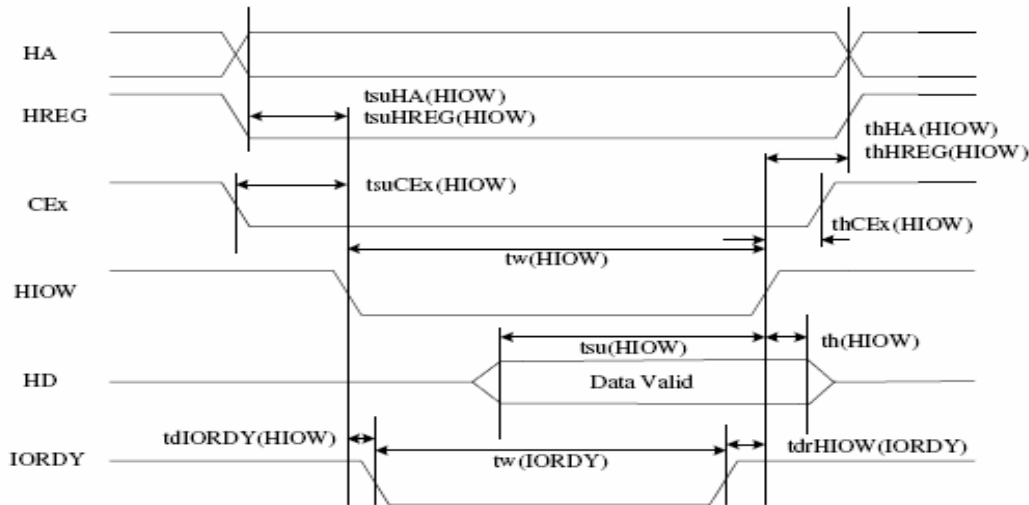 HA
HREG
tsuHA(HIOW)
tsuHREG(HIOW)
thHA(HIOW)
thHREG(HIOW)
CEx
tsuCEx(HIOW)
thCEx(HIOW)
tw(HIOW)
HIOW
tsu(HIOW)
th(HIOW)
HD
Data Valid
tdIORDY(HIOW)
tdrHIOW(IORDY)
IORDY
tw(IORDY)